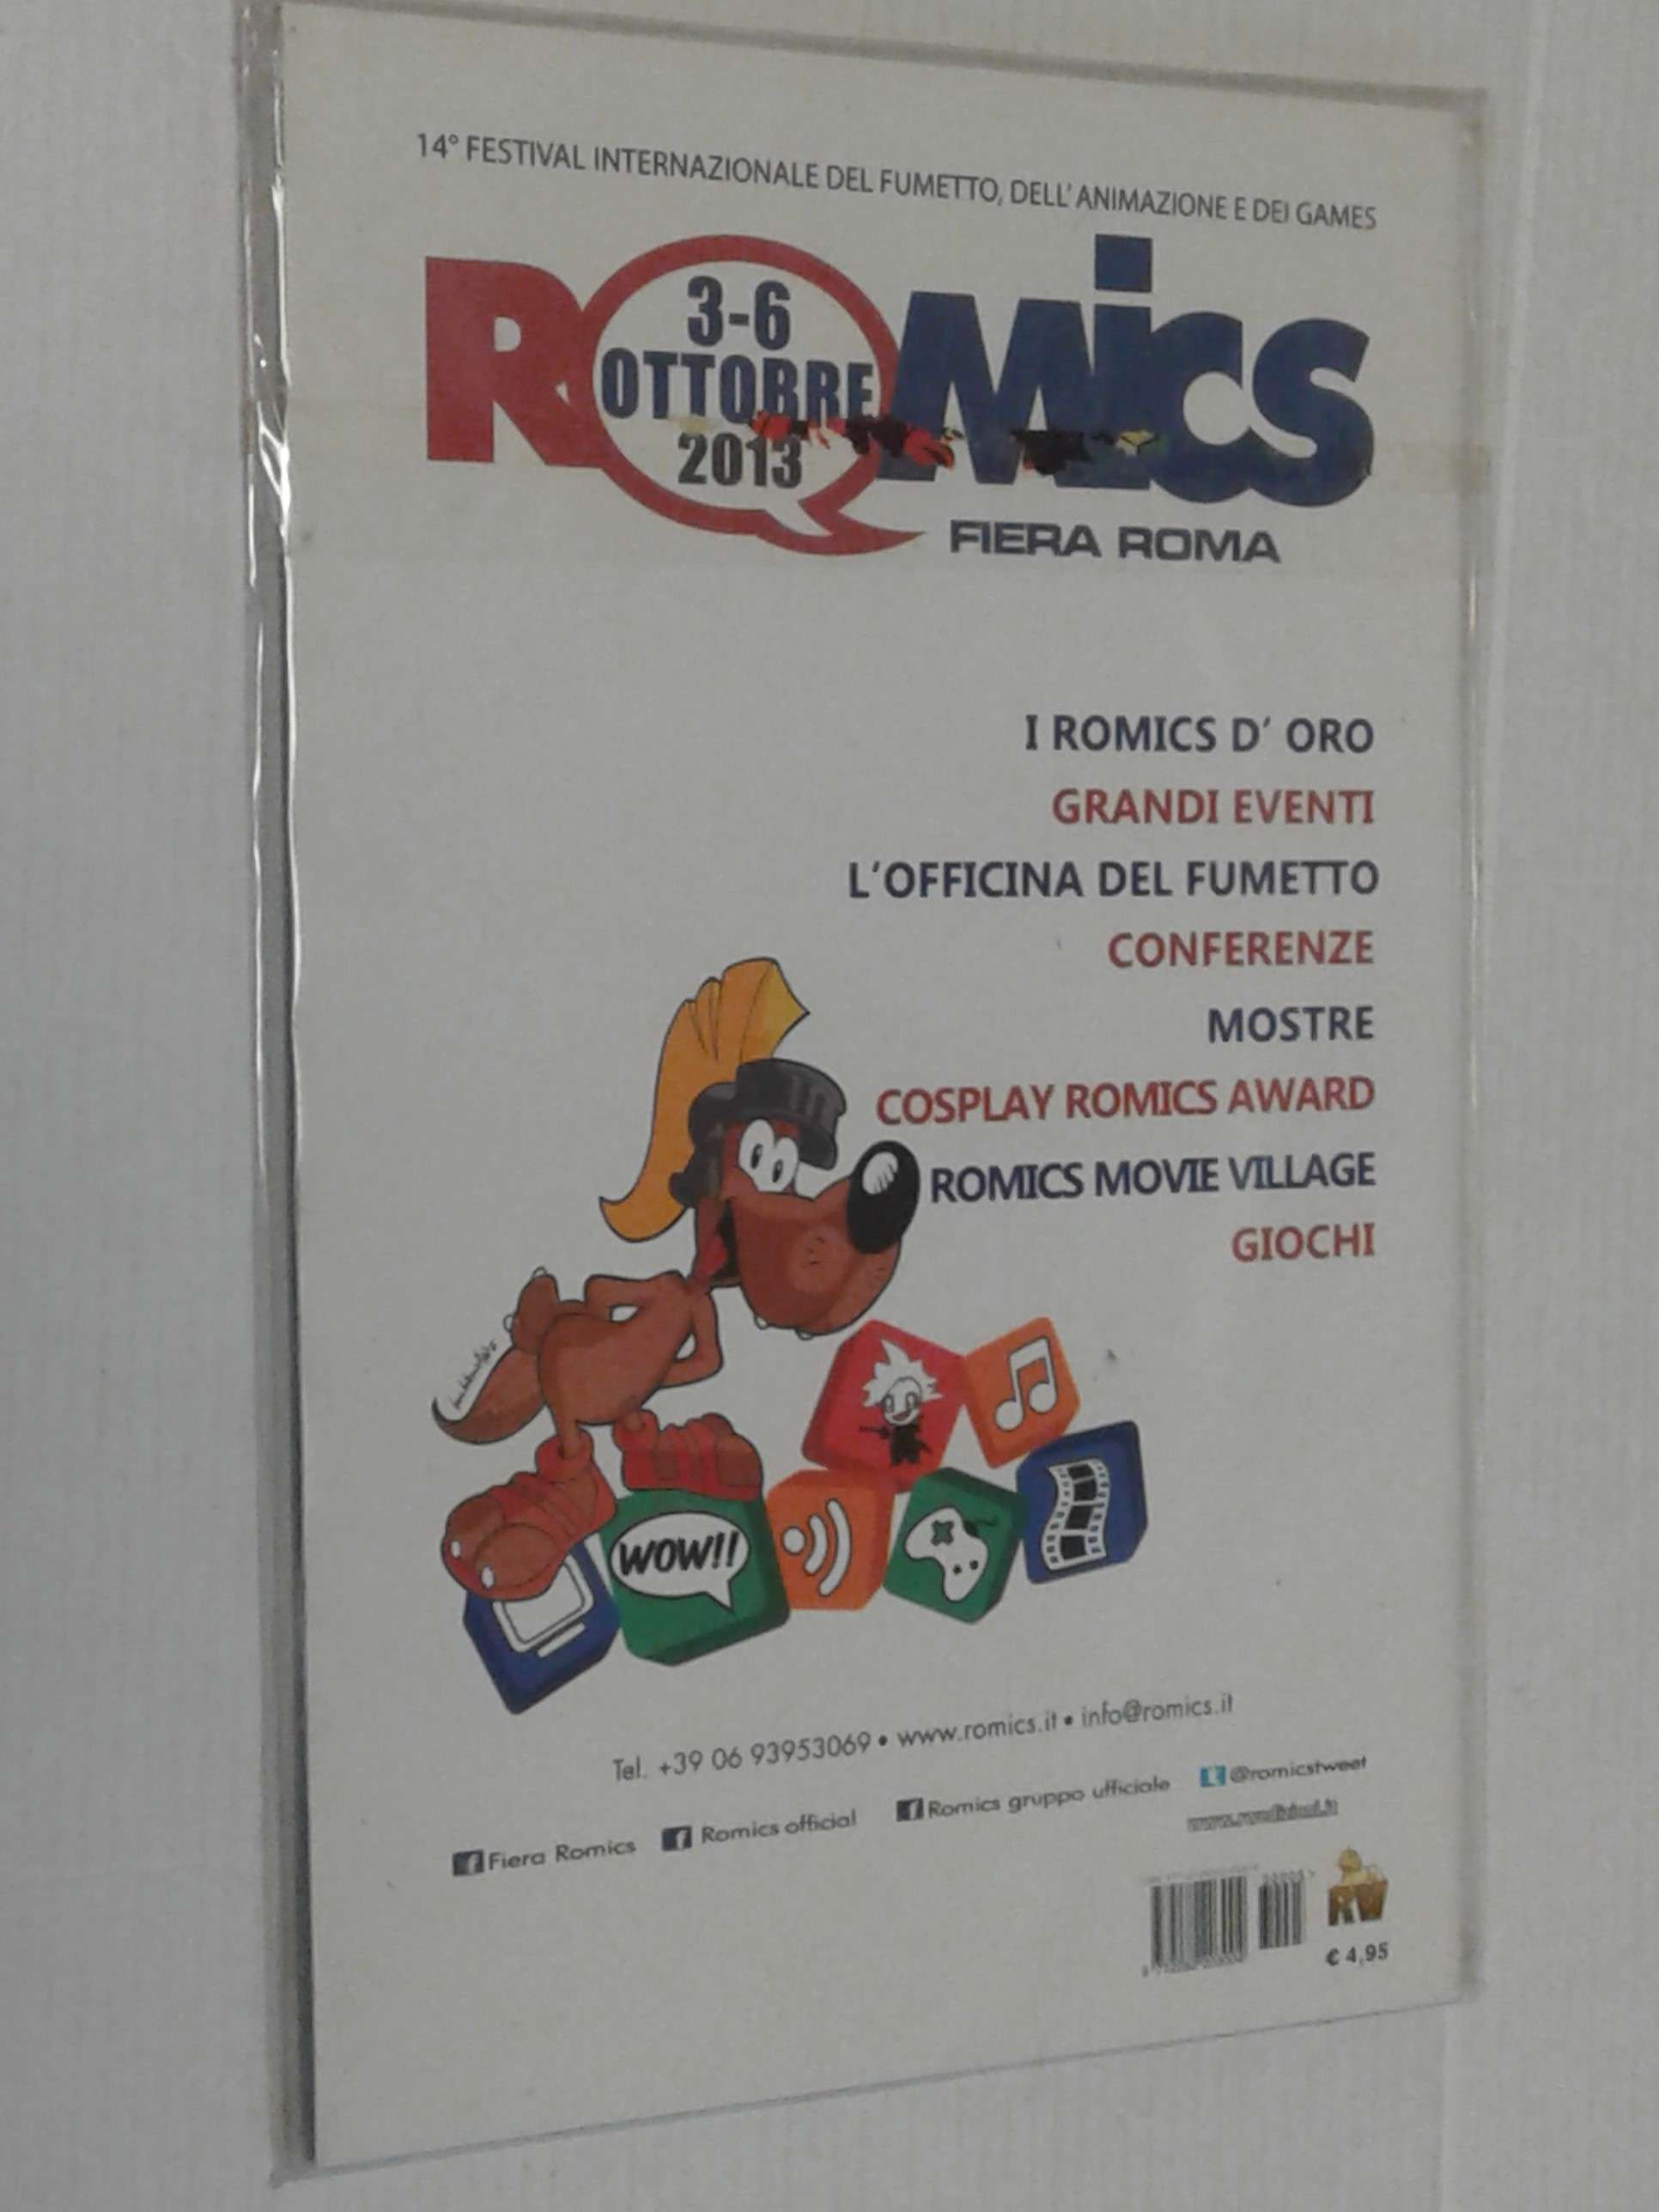 14° FESTIVAL INTERNAZIONALE DEL FUMETTO, DELL' ANIMAZIONE E DEI GAMES
ROMICS
3-6
OTTOBRE
2013
FIERA ROMA
I ROMICS D' ORO
GRANDI EVENTI
L'OFFICINA DEL FUMETTO
CONFERENZE
MOSTRE
COSPLAY ROMICS AWARD
ROMICS MOVIE VILLAGE
GIOCHI
WOW!!
Tel. +39 06 93953069 • www.romics.it • info@romics.it
Fiera Romics Romics official Romics gruppo ufficiale @romicstweet
RW
€ 4,95